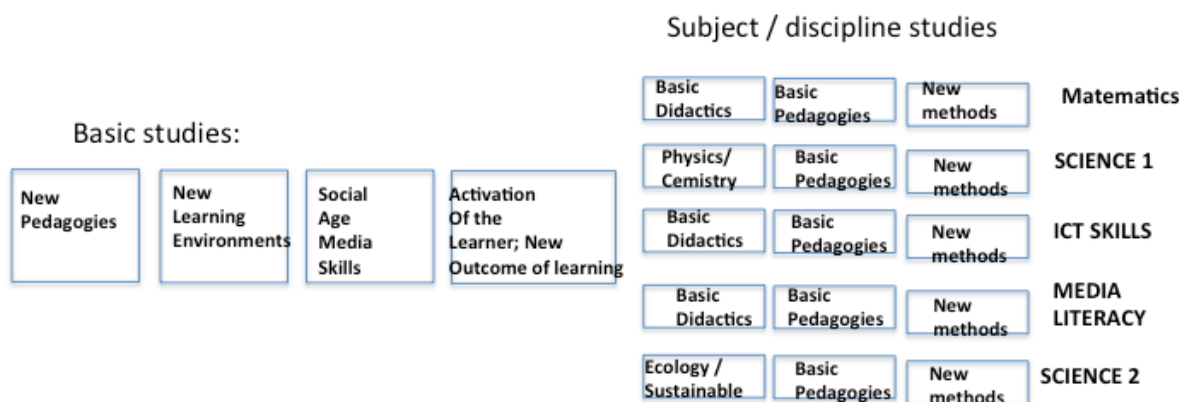 Subject / discipline studies
Basic studies:
New
Pedagogies
New
Learning
Environments
Social
Age
Media
Skills
Activation
Of the
Learner; New
Outcome of learning
Basic
Didactics
Basic
Pedagogies
New
methods
Matematics
Physics/
Cemistry
Basic
Pedagogies
New
methods
SCIENCE 1
Basic
Didactics
Basic
Pedagogies
New
methods
ICT SKILLS
Basic
Didactics
Basic
Pedagogies
New
methods
MEDIA
LITERACY
Ecology /
Sustainable
Basic
Pedagogies
New
methods
SCIENCE 2